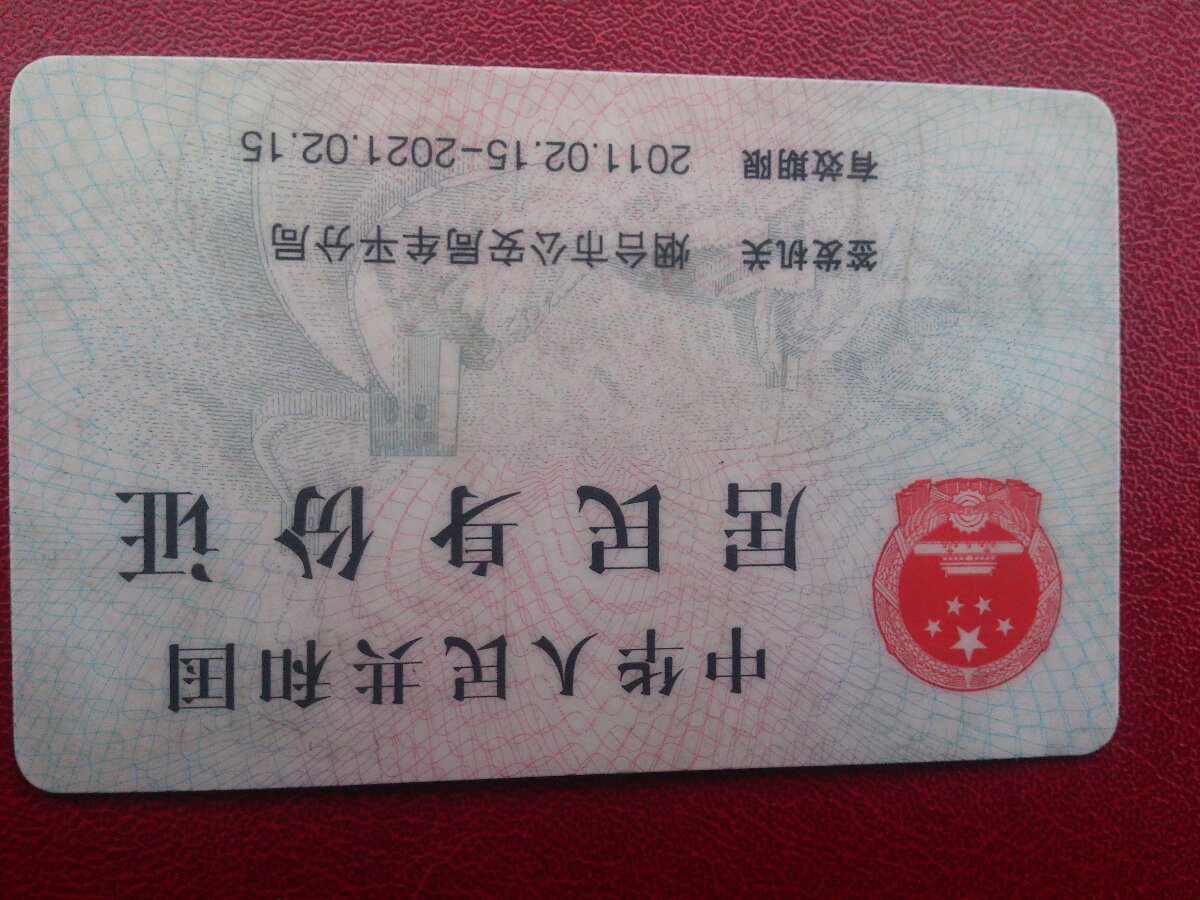 中华人民共和国
居民身份证
签发机关 烟台市公安局牟平分局
有效期限 2011.02.15-2021.02.15